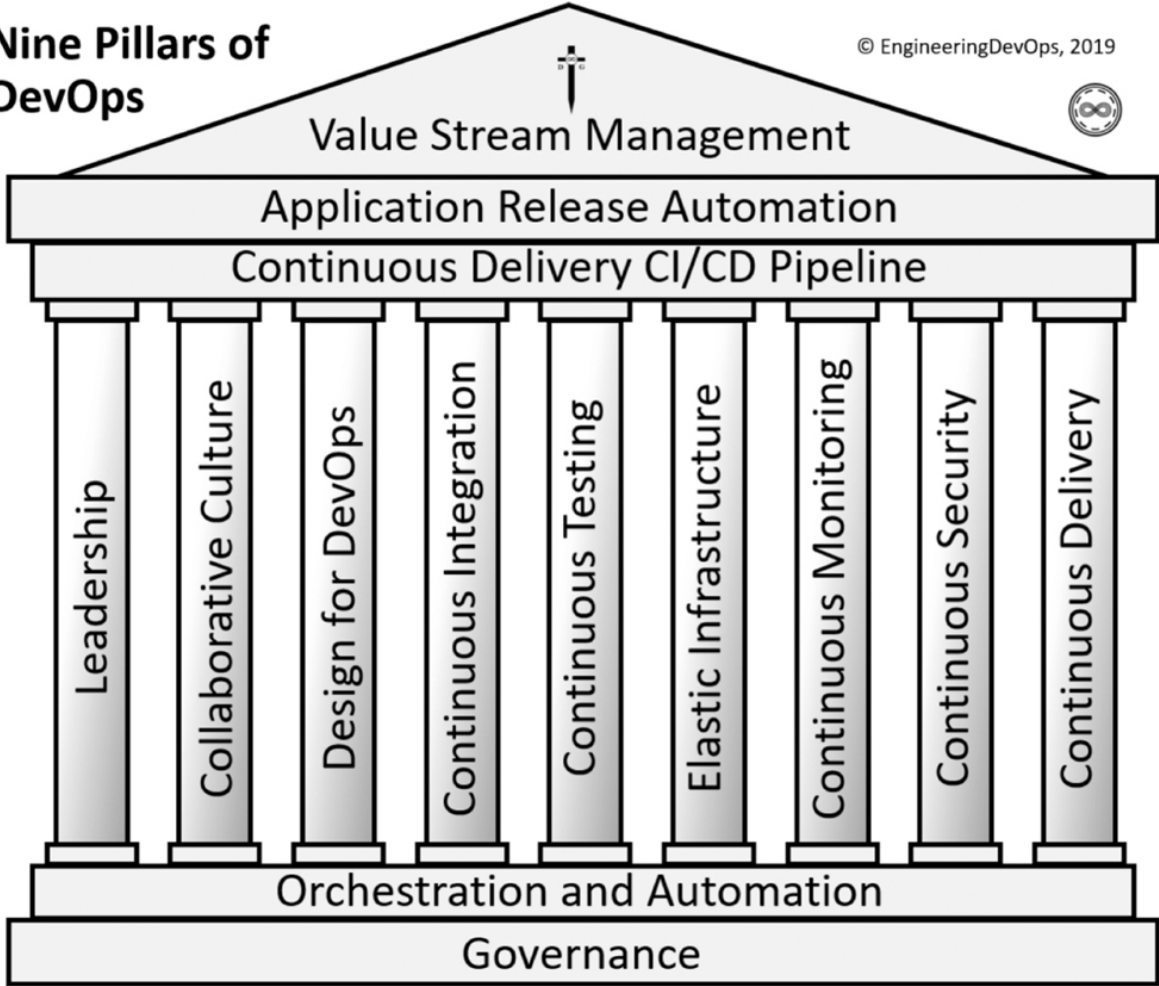 Nine Pillars of
DevOps
© EngineeringDevOps, 2019
Value Stream Management
Application Release Automation
Continuous Delivery CI/CD Pipeline
Leadership
Collaborative Culture
Design for DevOps
Continuous Integration
Continuous Testing
Elastic Infrastructure
Continuous Monitoring
Continuous Security
Continuous Delivery
Orchestration and Automation
Governance